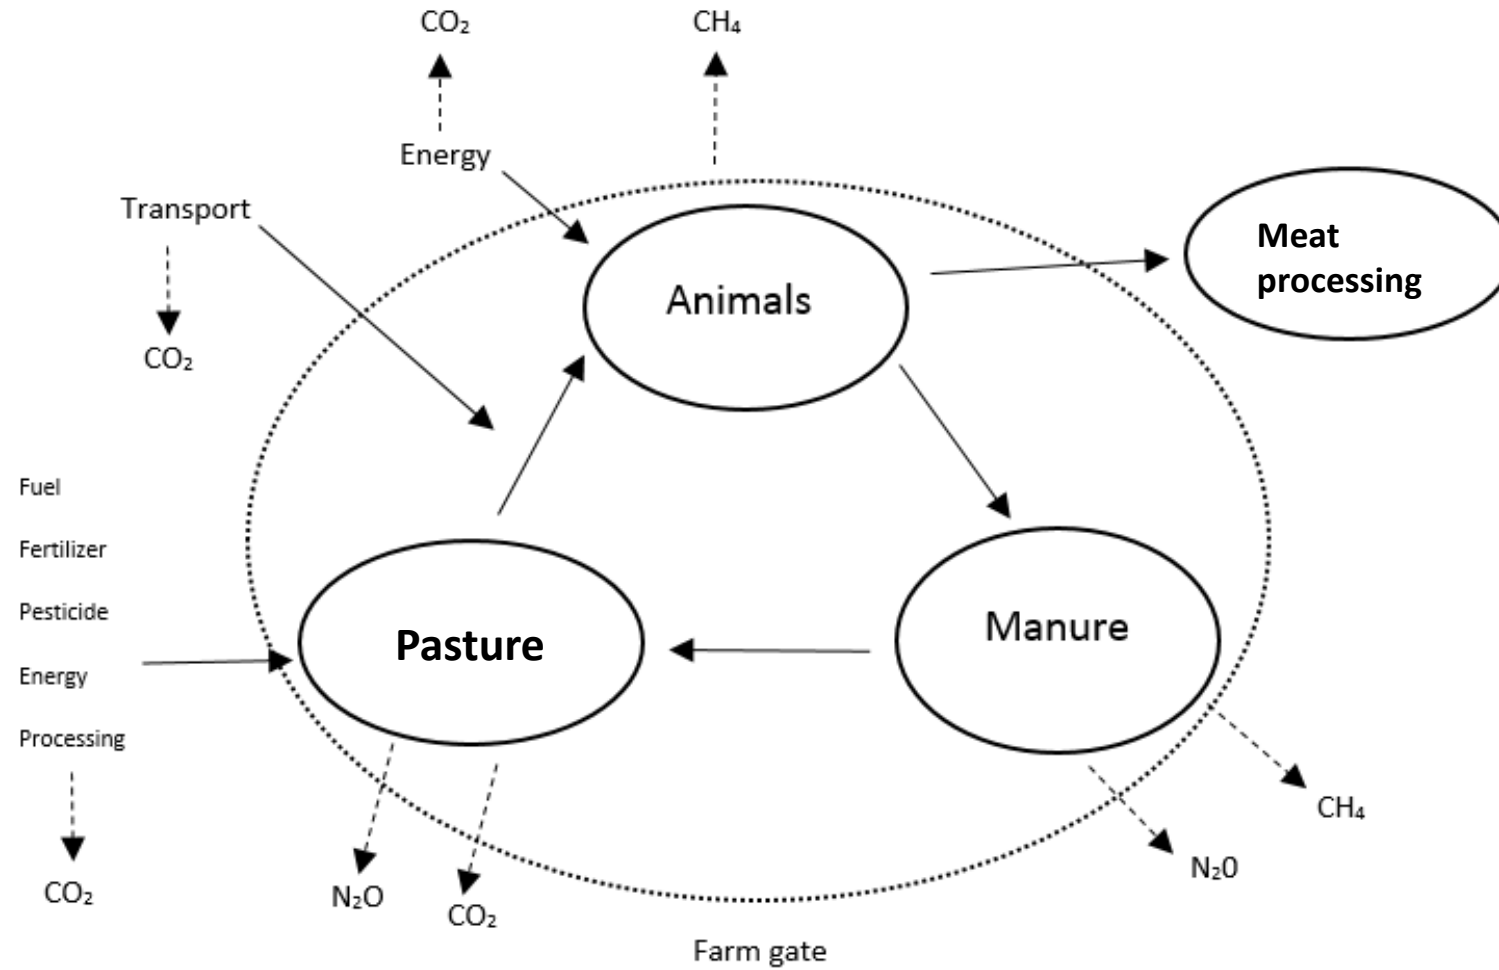 CO₂
CH₄
Energy
Transport
Meat
processing
Animals
CO₂
Fuel
Fertilizer
Pesticide
Energy
Processing
Pasture
Manure
CO₂
N₂O
CO₂
CH₄
N₂0
Farm gate